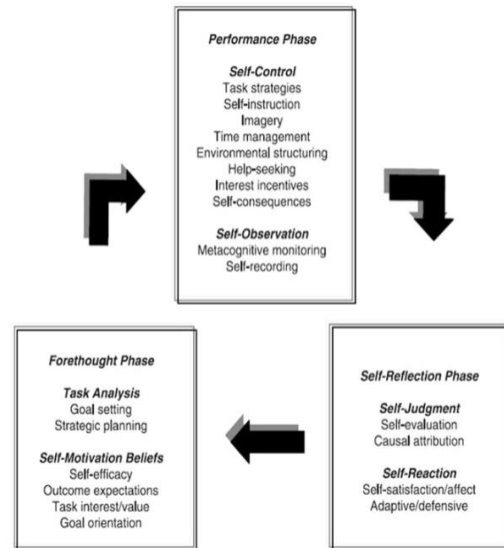 Performance Phase
Self-Control
Task strategies
Self-instruction
Imagery
Time management
Environmental structuring
Help-seeking
Interest incentives
Self-consequences
Self-Observation
Metacognitive monitoring
Self-recording
Forethought Phase
Task Analysis
Goal setting
Strategic planning
Self-Motivation Beliefs
Self-efficacy
Outcome expectations
Task interest/value
Goal orientation
Self-Reflection Phase
Self-Judgment
Self-evaluation
Causal attribution
Self-Reaction
Self-satisfaction/affect
Adaptive/defensive